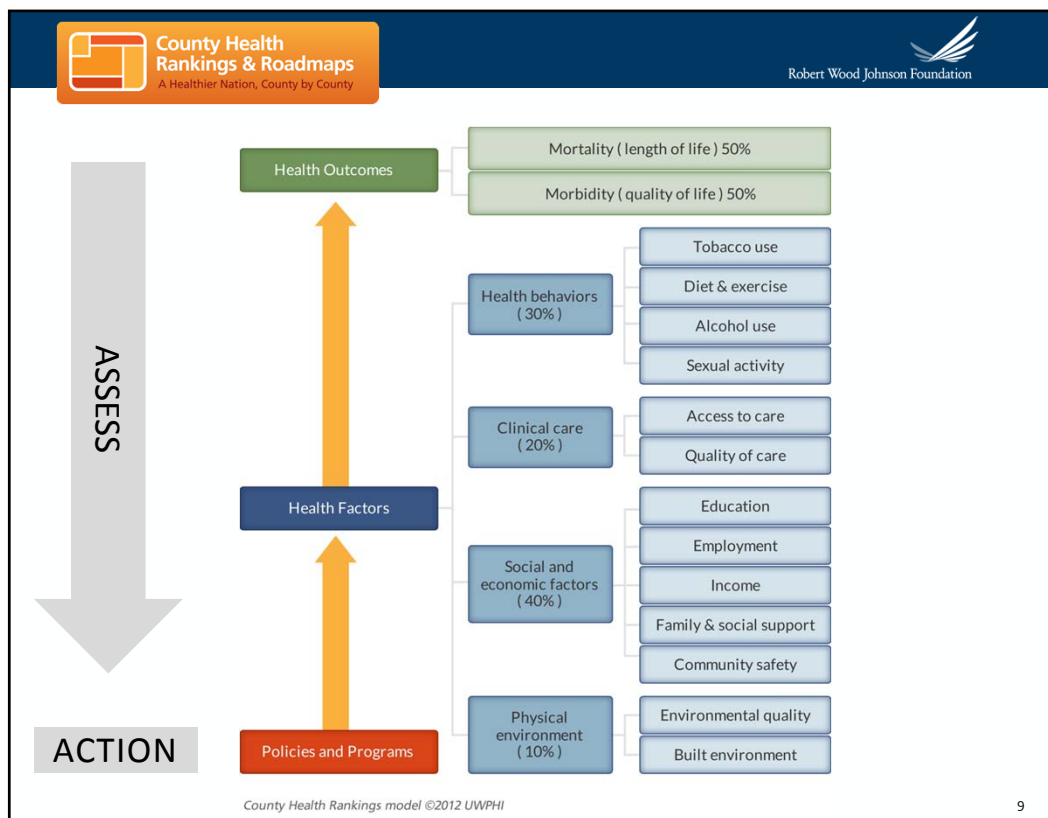 County Health
Rankings & Roadmaps
A Healthier Nation, County by County
Robert Wood Johnson Foundation
ASSESS
ACTION
Health Outcomes
Mortality ( length of life ) 50%
Morbidity ( quality of life ) 50%
Health Factors
Health behaviors
( 30% )
Tobacco use
Diet & exercise
Alcohol use
Sexual activity
Clinical care
( 20% )
Access to care
Quality of care
Social and
economic factors
( 40% )
Education
Employment
Income
Family & social support
Community safety
Physical
environment
( 10% )
Environmental quality
Built environment
Policies and Programs
County Health Rankings model ©2012 UWPHI
9